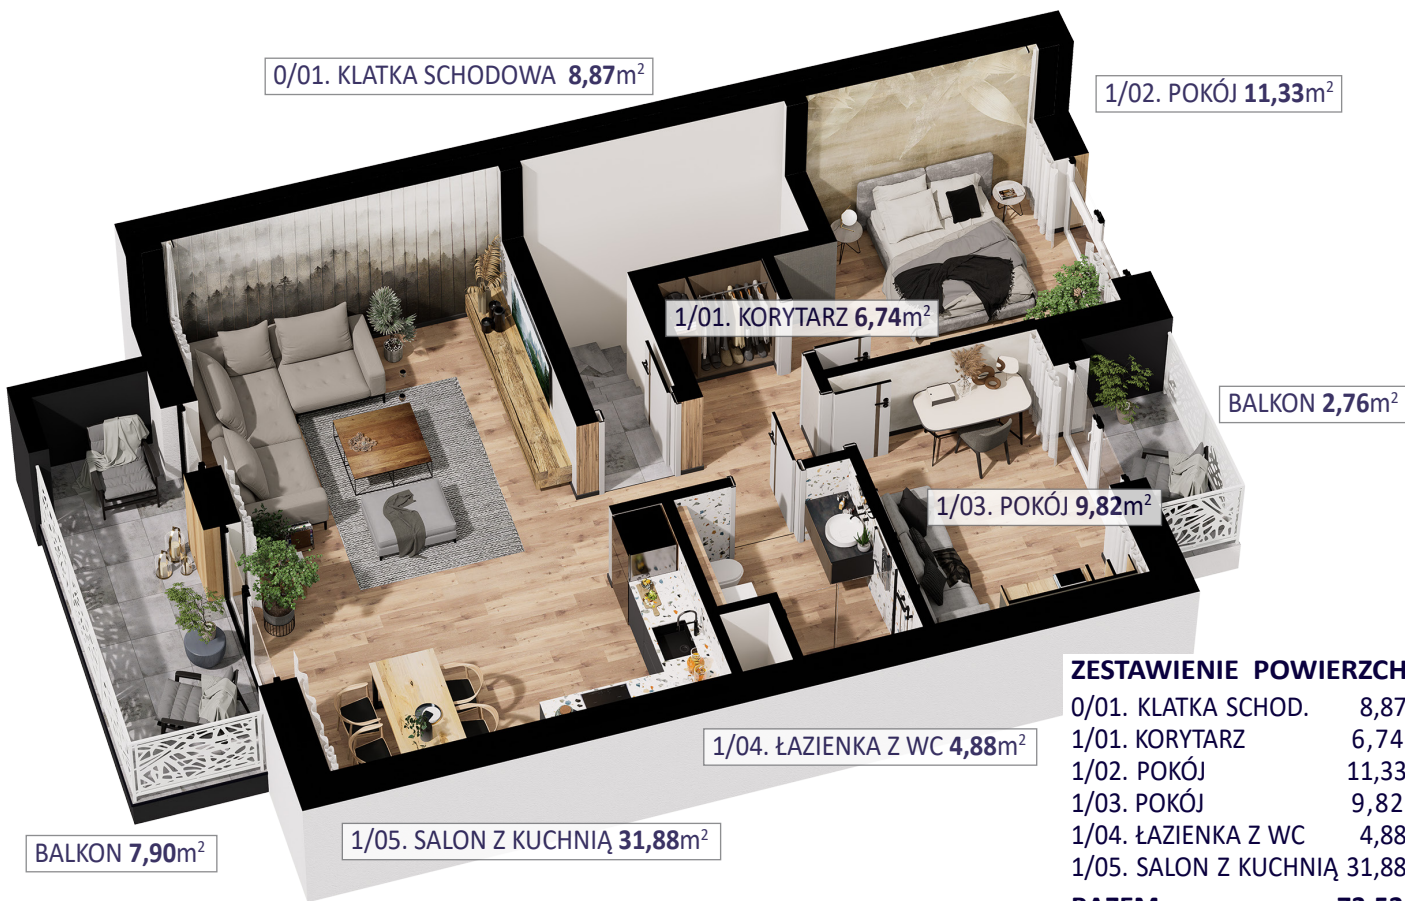 0/01. KLATKA SCHODOWA 8,87m²
1/02. POKÓJ 11,33m²
1/01. KORYTARZ 6,74m²
BALKON 2,76m²
1/03. POKÓJ 9,82m²
1/04. ŁAZIENKA Z WC 4,88m²
1/05. SALON Z KUCHNIĄ 31,88m²
BALKON 7,90m²
ZESTAWIENIE POWIERZCH
0/01. KLATKA SCHOD. 8,87
1/01. KORYTARZ 6,74
1/02. POKÓJ 11,33
1/03. POKÓJ 9,82
1/04. ŁAZIENKA Z WC 4,88
1/05. SALON Z KUCHNIĄ 31,88
RAZEM 73,52